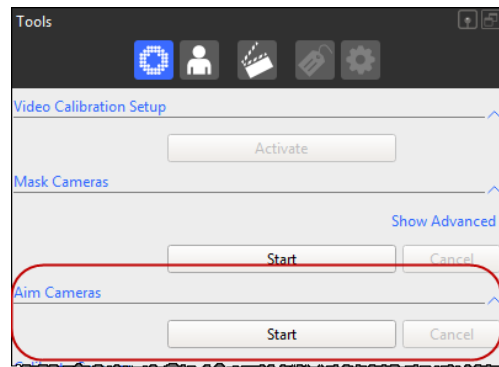 Tools
Video Calibration Setup
Activate
Mask Cameras
Show Advanced
Start Cancel
Aim Cameras
Start Cancel